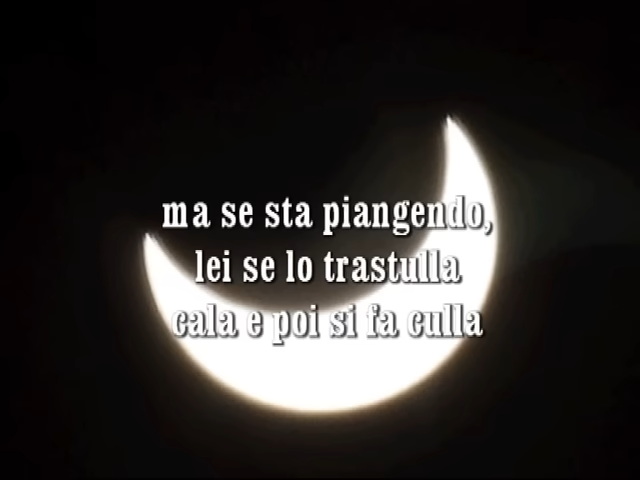 ma se sta piangendo,
lei se lo trastulla
cala e poi si fa culla